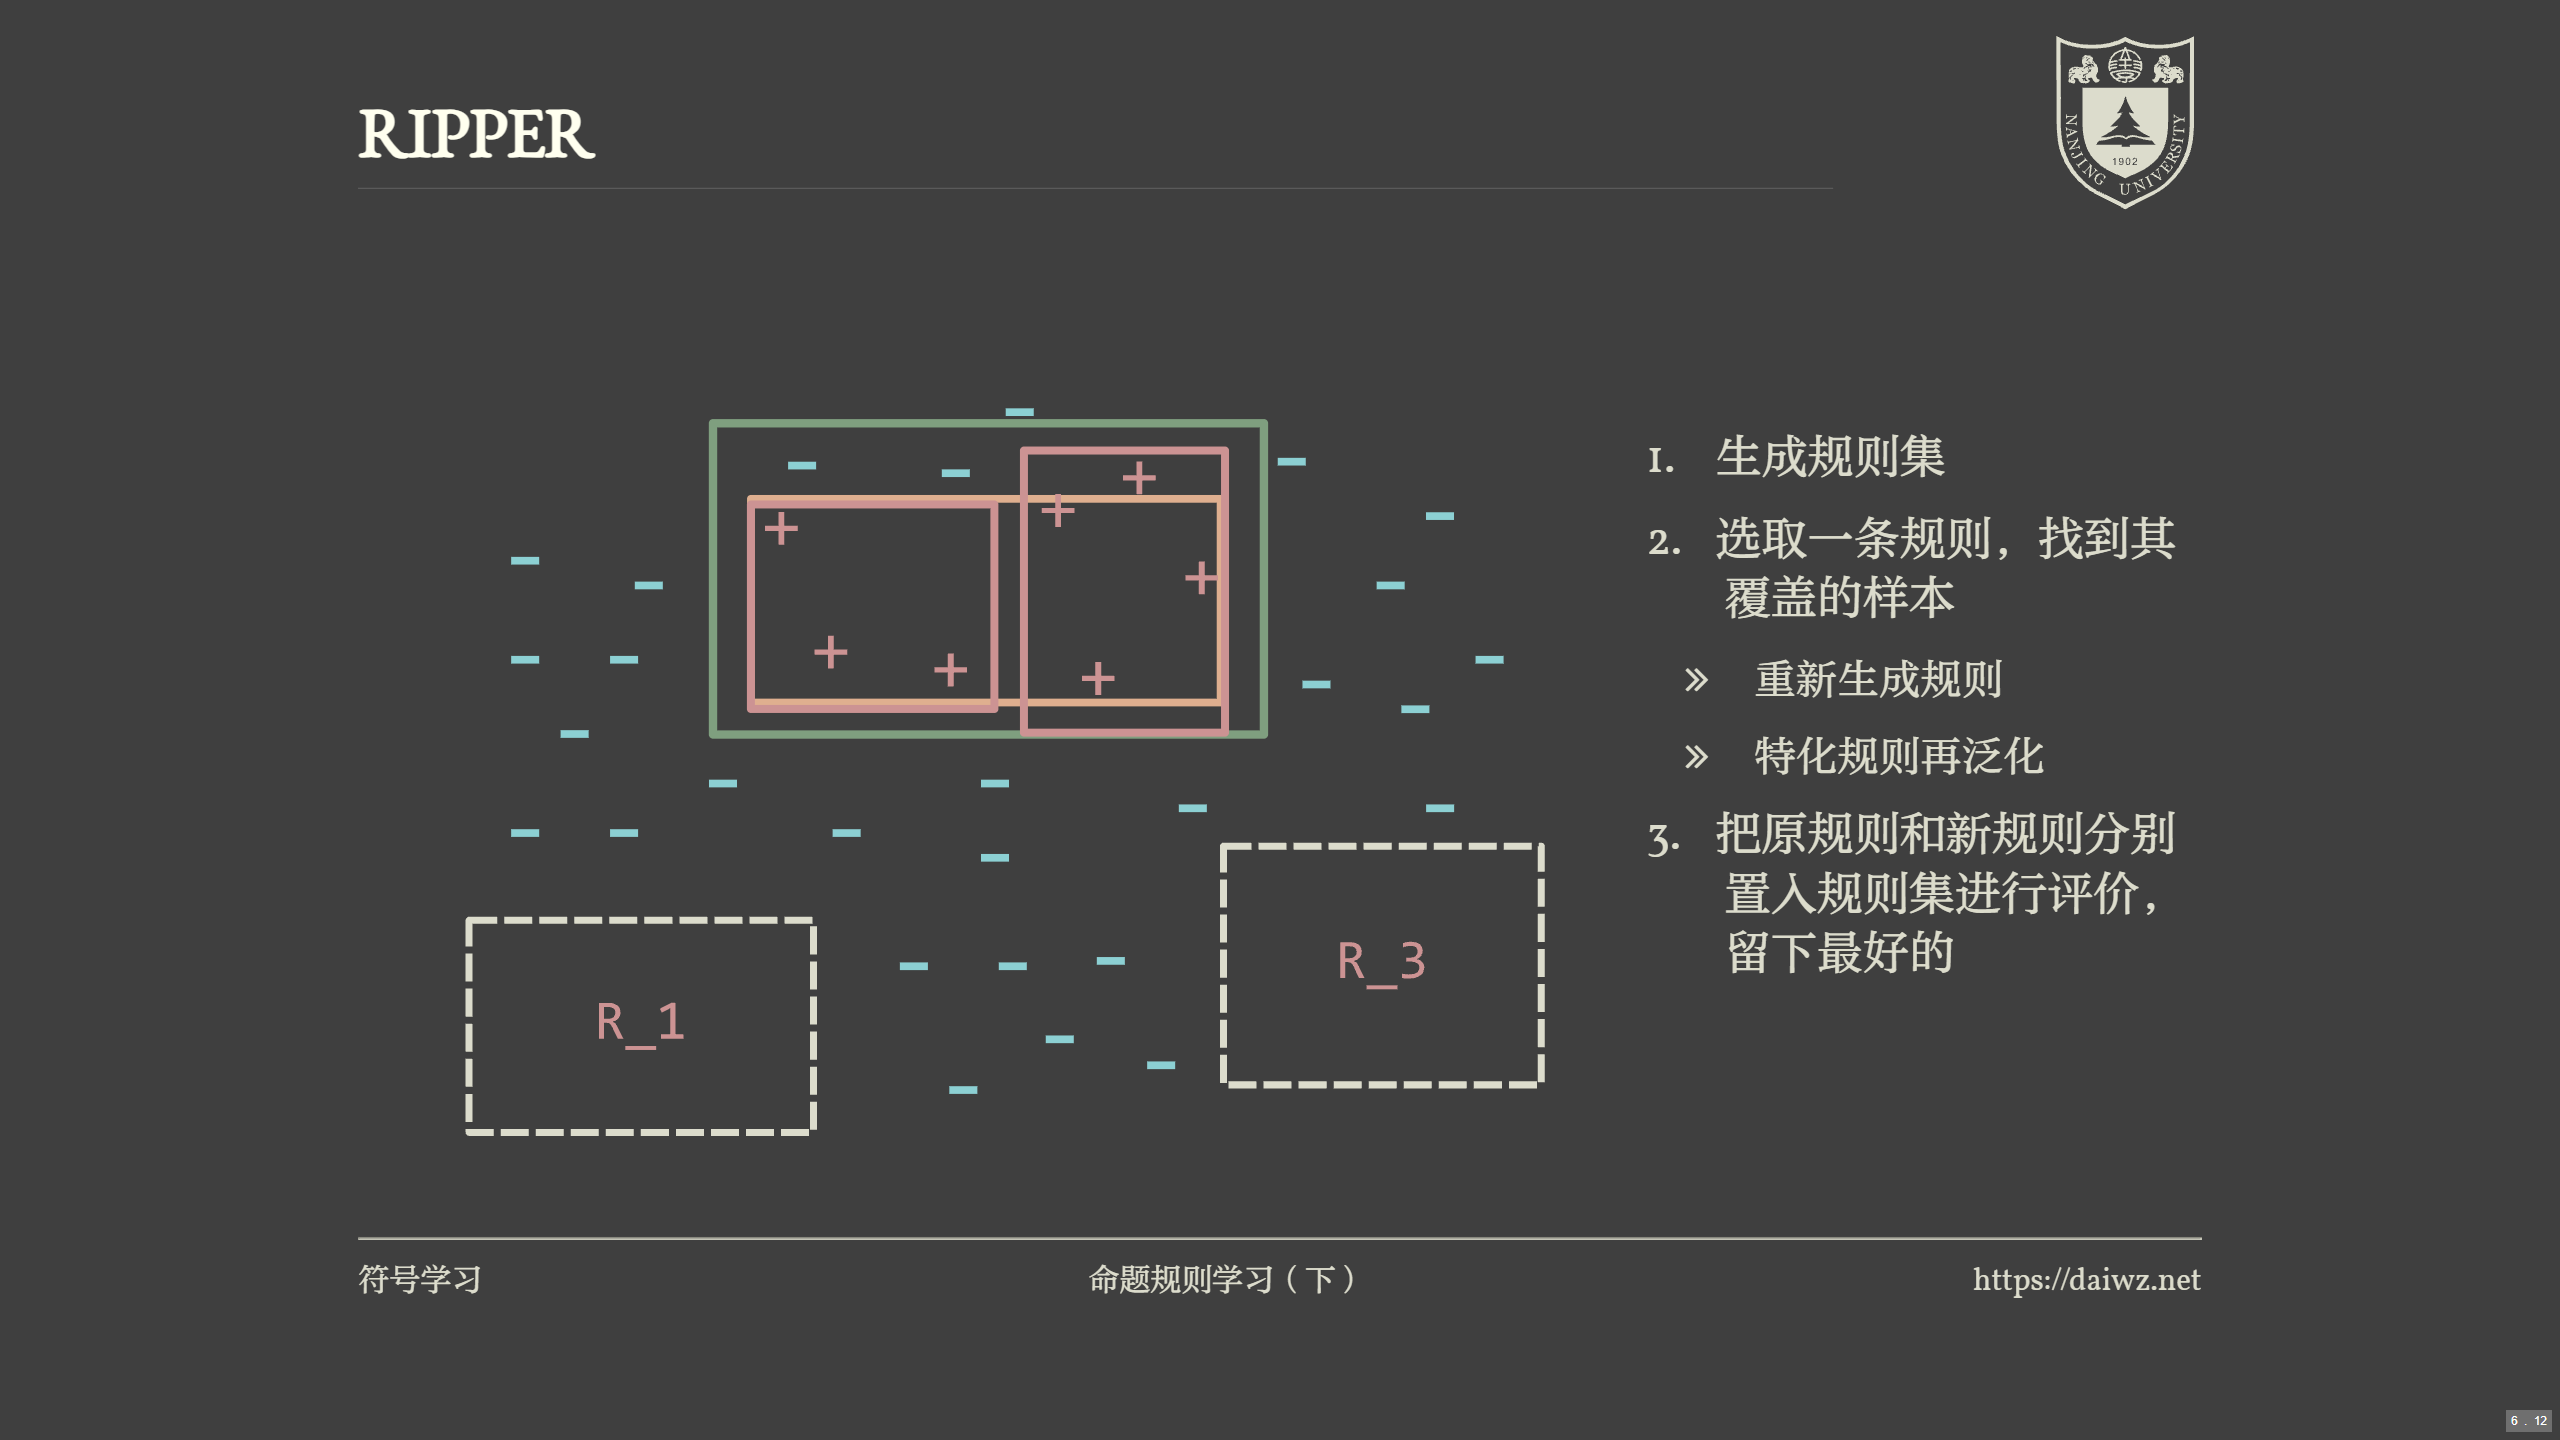 RIPPER
NANJING UNIVERSITY
1902
1. 生成规则集
2. 选取一条规则，找到其
覆盖的样本
» 重新生成规则
» 特化规则再泛化
3. 把原规则和新规则分别
置入规则集进行评价，
留下最好的
R_1
R_3
符号学习
命题规则学习（下）
https://daiwz.net
6 . 12